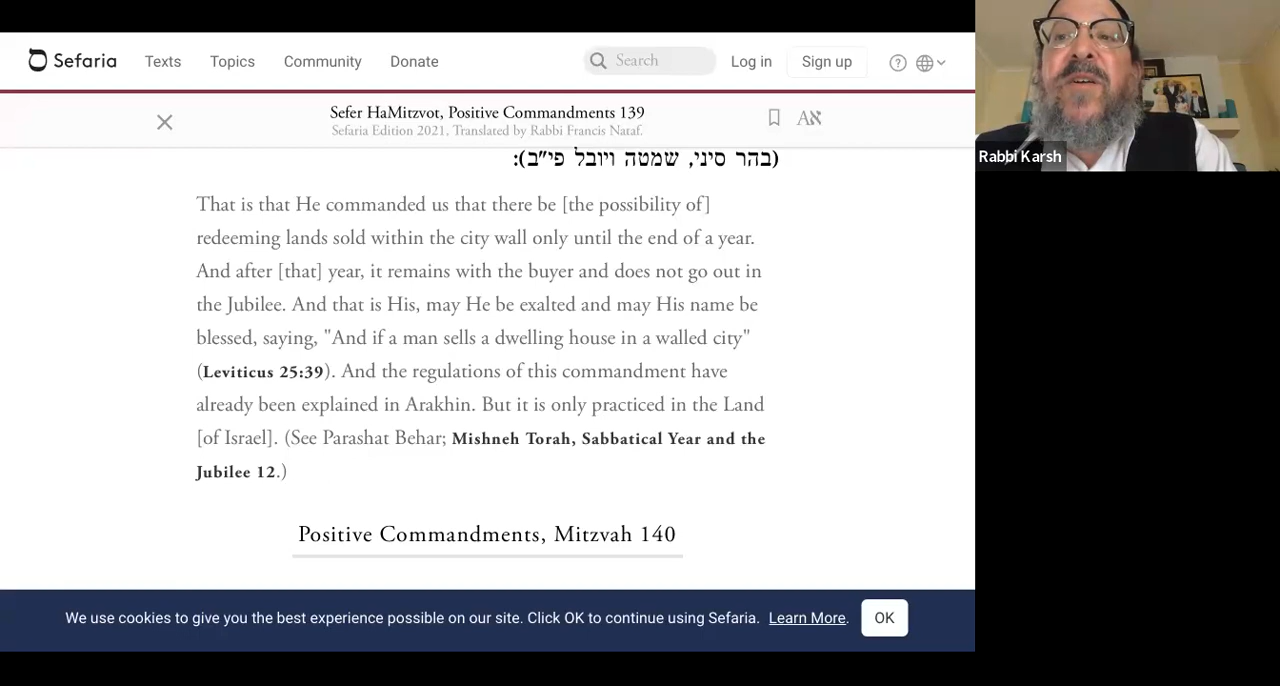 Sefaria Texts Topics Community Donate Search Log in Sign up
Sefer HaMitzvot, Positive Commandments 139
Sefaria Edition 2021, Translated by Rabbi Francis Nataf.
(בהר סיני, שמטה ויובל פי״ב):
That is that He commanded us that there be [the possibility of]
redeeming lands sold within the city wall only until the end of a year.
And after [that] year, it remains with the buyer and does not go out in
the Jubilee. And that is His, may He be exalted and may His name be
blessed, saying, "And if a man sells a dwelling house in a walled city"
(Leviticus 25:39). And the regulations of this commandment have
already been explained in Arakhin. But it is only practiced in the Land
[of Israel]. (See Parashat Behar; Mishneh Torah, Sabbatical Year and the
Jubilee 12.)
Positive Commandments, Mitzvah 140
We use cookies to give you the best experience possible on our site. Click OK to continue using Sefaria. Learn More. OK
Rabbi Karsh